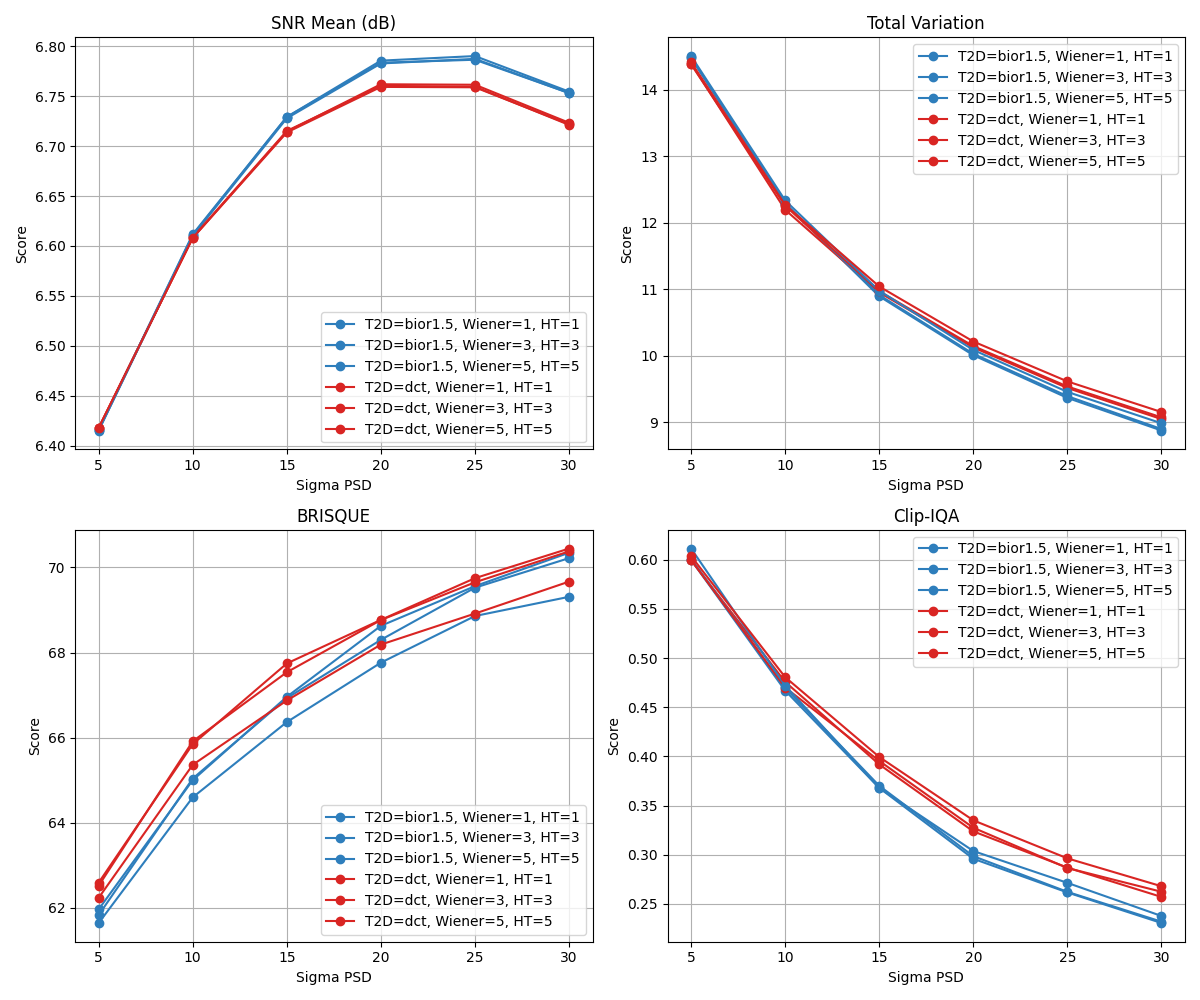 SNR Mean (dB)
6.80
6.75
6.70
6.65
6.60
6.55
6.50
6.45
6.40
Score
T2D=bior1.5, Wiener=1, HT=1
T2D=bior1.5, Wiener=3, HT=3
T2D=bior1.5, Wiener=5, HT=5
T2D=dct, Wiener=1, HT=1
T2D=dct, Wiener=3, HT=3
T2D=dct, Wiener=5, HT=5
5 10 15 20 25 30
Sigma PSD
Total Variation
14
13
12
11
10
9
Score
T2D=bior1.5, Wiener=1, HT=1
T2D=bior1.5, Wiener=3, HT=3
T2D=bior1.5, Wiener=5, HT=5
T2D=dct, Wiener=1, HT=1
T2D=dct, Wiener=3, HT=3
T2D=dct, Wiener=5, HT=5
5 10 15 20 25 30
Sigma PSD
BRISQUE
70
68
66
64
62
Score
T2D=bior1.5, Wiener=1, HT=1
T2D=bior1.5, Wiener=3, HT=3
T2D=bior1.5, Wiener=5, HT=5
T2D=dct, Wiener=1, HT=1
T2D=dct, Wiener=3, HT=3
T2D=dct, Wiener=5, HT=5
5 10 15 20 25 30
Sigma PSD
Clip-IQA
0.60
0.55
0.50
0.45
0.40
0.35
0.30
0.25
Score
T2D=bior1.5, Wiener=1, HT=1
T2D=bior1.5, Wiener=3, HT=3
T2D=bior1.5, Wiener=5, HT=5
T2D=dct, Wiener=1, HT=1
T2D=dct, Wiener=3, HT=3
T2D=dct, Wiener=5, HT=5
5 10 15 20 25 30
Sigma PSD